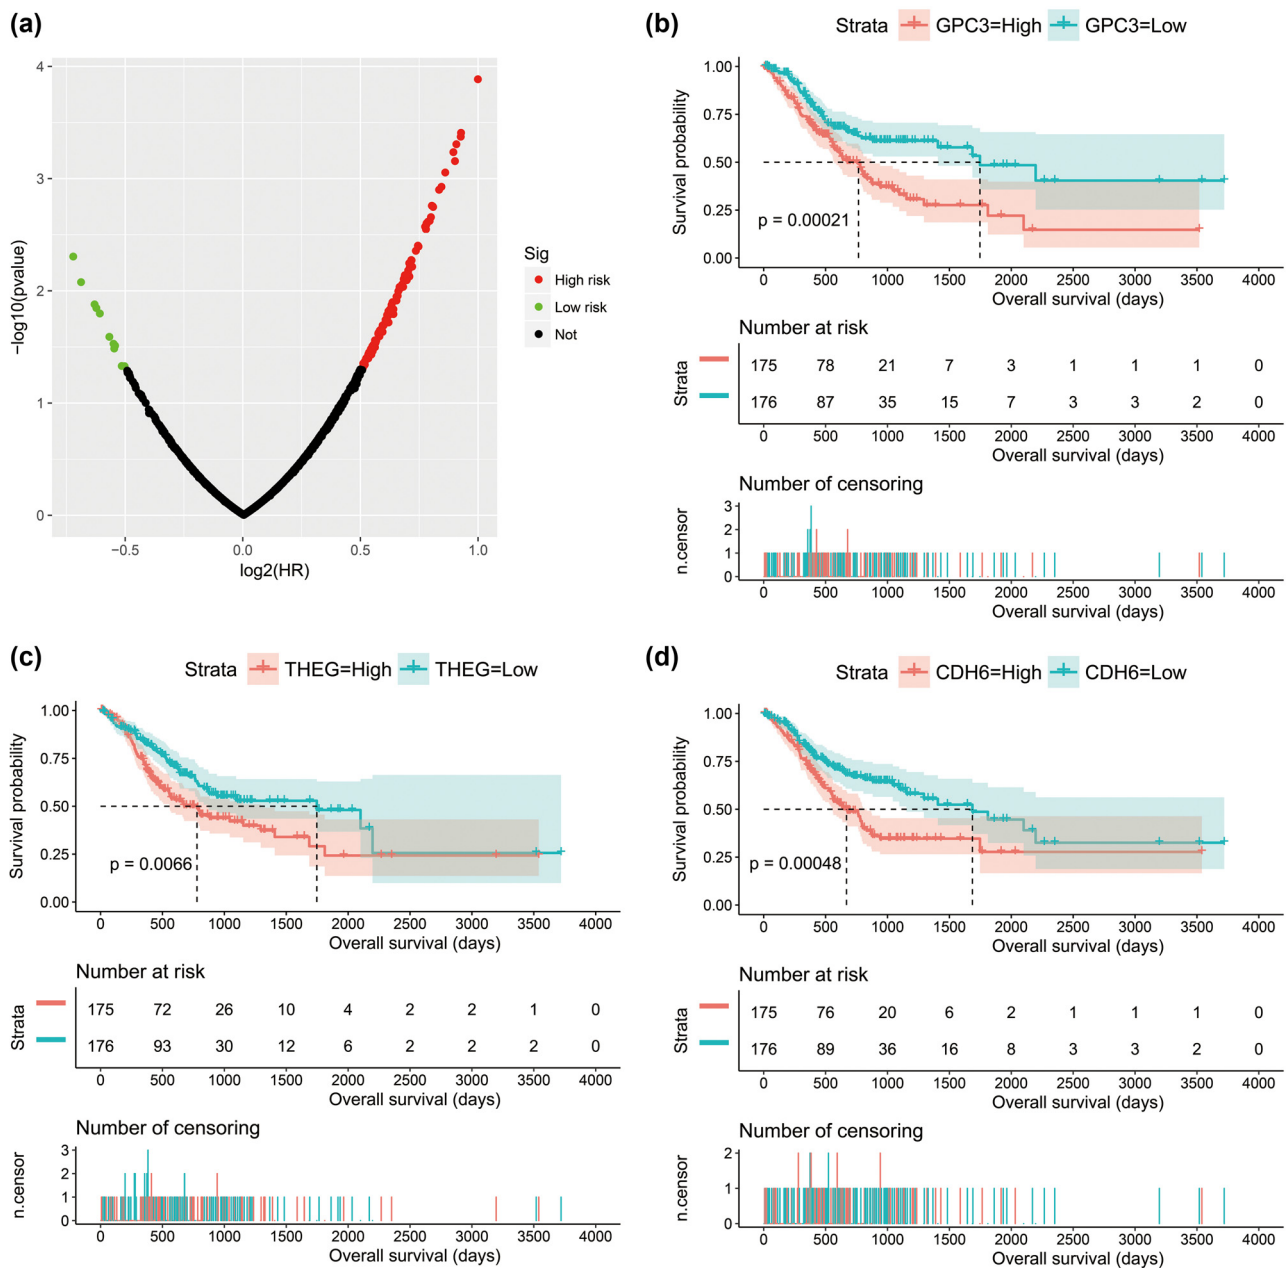 (a)
4
3
2
1
0
−log10(pvalue)
−0.5 0.0 0.5 1.0
log2(HR)
Sig
High risk
Low risk
Not
(b)
Strata GPC3=High GPC3=Low
1.00
0.75
0.50
0.25
0.00
Survival probability
p = 0.00021
0 500 1000 1500 2000 2500 3000 3500 4000
Overall survival (days)
Number at risk
Strata
175 78 21 7 3 1 1 1 0
176 87 35 15 7 3 3 2 0
0 500 1000 1500 2000 2500 3000 3500 4000
Overall survival (days)
Number of censoring
n.censor
3
2
1
0
0 500 1000 1500 2000 2500 3000 3500 4000
Overall survival (days)
(c)
Strata THEG=High THEG=Low
1.00
0.75
0.50
0.25
0.00
Survival probability
p = 0.0066
0 500 1000 1500 2000 2500 3000 3500 4000
Overall survival (days)
Number at risk
Strata
175 72 26 10 4 2 2 1 0
176 93 30 12 6 2 2 2 0
0 500 1000 1500 2000 2500 3000 3500 4000
Overall survival (days)
Number of censoring
n.censor
3
2
1
0
0 500 1000 1500 2000 2500 3000 3500 4000
Overall survival (days)
(d)
Strata CDH6=High CDH6=Low
1.00
0.75
0.50
0.25
0.00
Survival probability
p = 0.00048
0 500 1000 1500 2000 2500 3000 3500 4000
Overall survival (days)
Number at risk
Strata
175 76 20 6 2 1 1 1 0
176 89 36 16 8 3 3 2 0
0 500 1000 1500 2000 2500 3000 3500 4000
Overall survival (days)
Number of censoring
n.censor
2
1
0
0 500 1000 1500 2000 2500 3000 3500 4000
Overall survival (days)